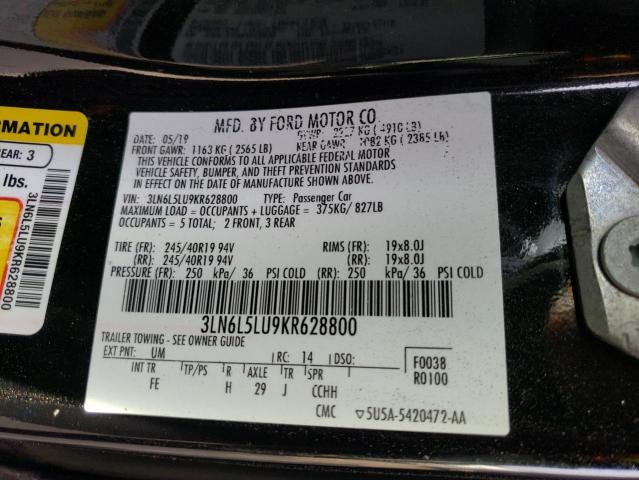 RMATION
EAR: 3
lbs.
3LN6L5LU9KR628800
MFD. BY FORD MOTOR CO.
DATE: 05/19 GVWR: KG ( 4910 LB)
FRONT GAWR: 1163 KG ( 2565 LB) REAR GAWR: 1082 KG ( 2385 LB)
THIS VEHICLE CONFORMS TO ALL APPLICABLE FEDERAL MOTOR
VEHICLE SAFETY, BUMPER, AND THEFT PREVENTION STANDARDS
IN EFFECT ON THE DATE OF MANUFACTURE SHOWN ABOVE.
VIN: 3LN6L5LU9KR628800 TYPE: Passenger Car
MAXIMUM LOAD = OCCUPANTS + LUGGAGE = 375KG/ 827LB
OCCUPANTS = 5 TOTAL; 2 FRONT, 3 REAR
TIRE (FR): 245/40R19 94V RIMS (FR): 19x8.0J
(RR): 245/40R19 94V (RR): 19x8.0J
PRESSURE (FR): 250 kPa/ 36 PSI COLD (RR): 250 kPa/ 36 PSI COLD
3LN6L5LU9KR628800
TRAILER TOWING - SEE OWNER GUIDE
EXT PNT: UM RC: 14 DSO: F0038
R0100
INT TR TP/PS R AXLE TR SPR
FE H 29 J CCHH
CMC ▽5U5A-5420472-AA